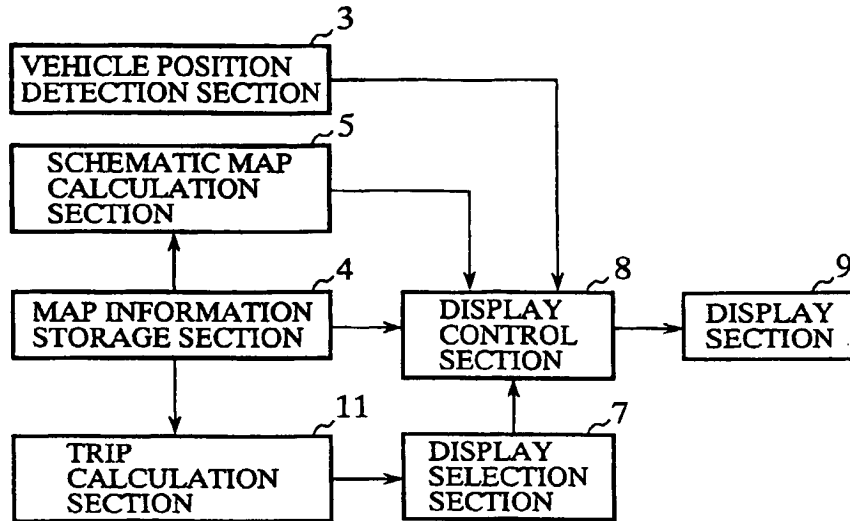 3
VEHICLE POSITION
DETECTION SECTION
5
SCHEMATIC MAP
CALCULATION
SECTION
4
MAP INFORMATION
STORAGE SECTION
8
DISPLAY
CONTROL
SECTION
9
DISPLAY
SECTION
11
TRIP
CALCULATION
SECTION
7
DISPLAY
SELECTION
SECTION